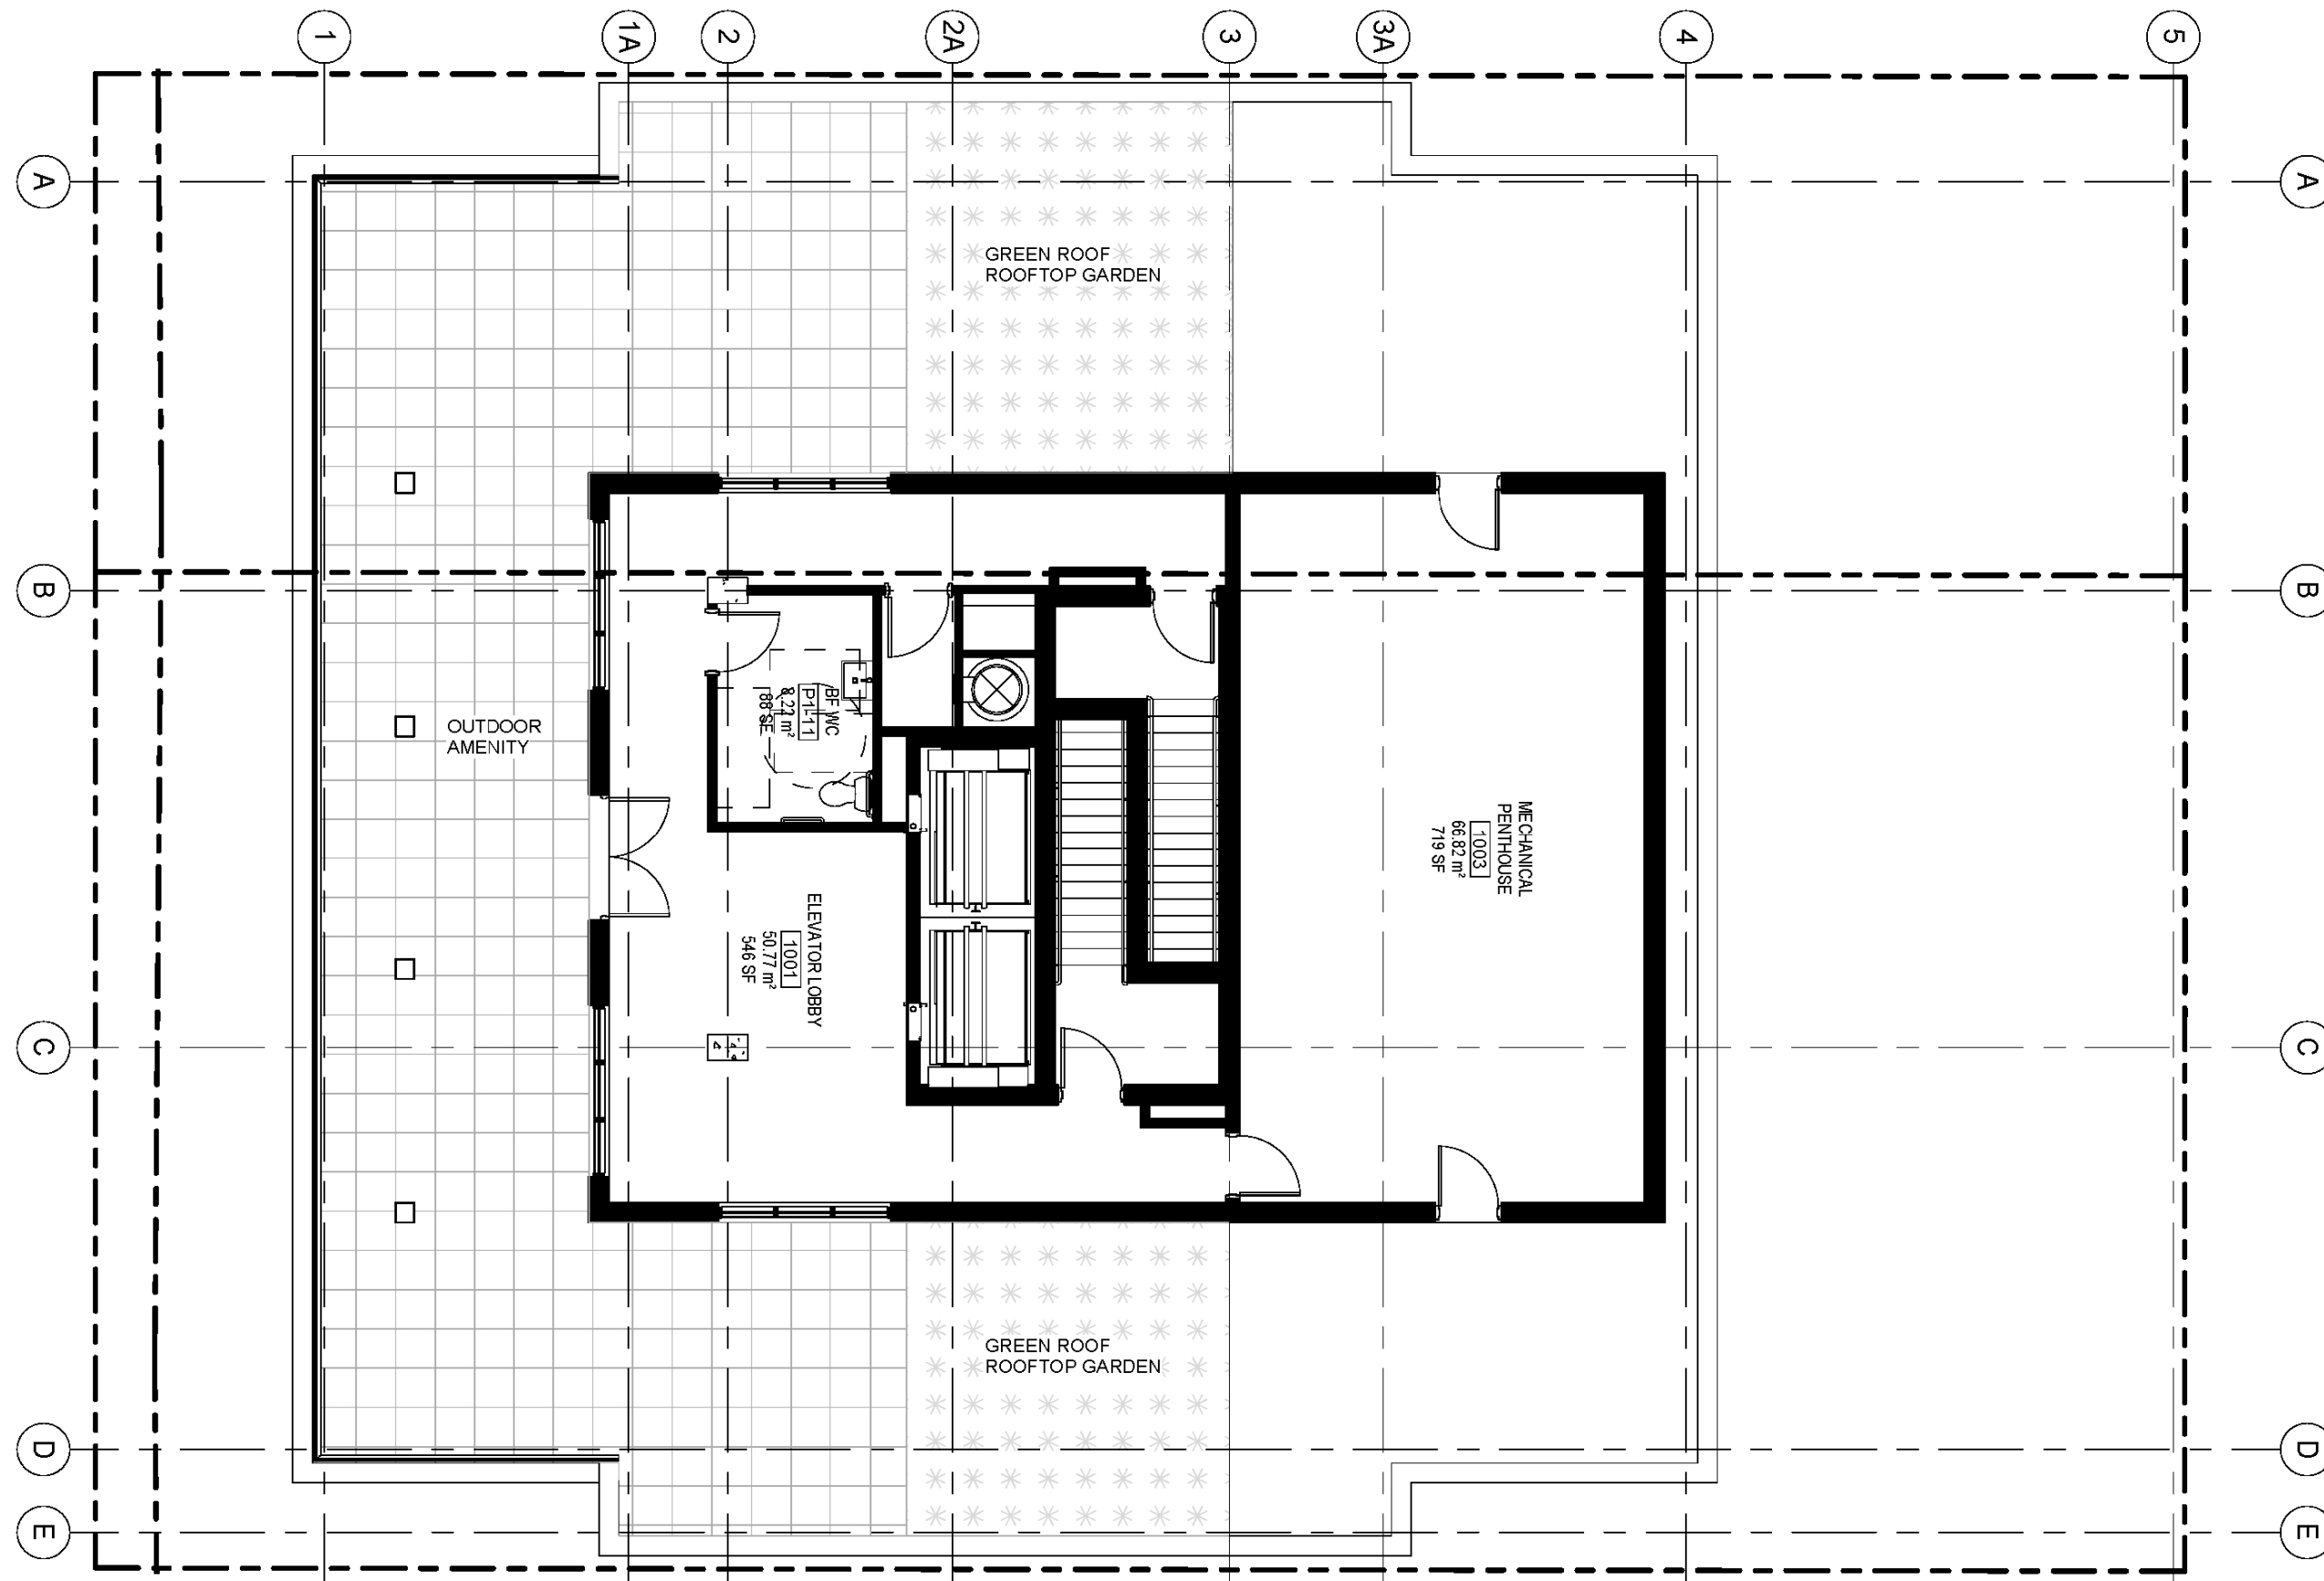 1
1A
2
2A
3
3A
4
5
A
A
GREEN ROOF
ROOFTOP GARDEN
B
B
BF WC
P1-11
8.22 m²
88 SF
OUTDOOR
AMENITY
MECHANICAL
PENTHOUSE
1003
66.82 m²
719 SF
ELEVATOR LOBBY
1001
50.77 m²
546 SF
C
C
GREEN ROOF
ROOFTOP GARDEN
D
D
E
E